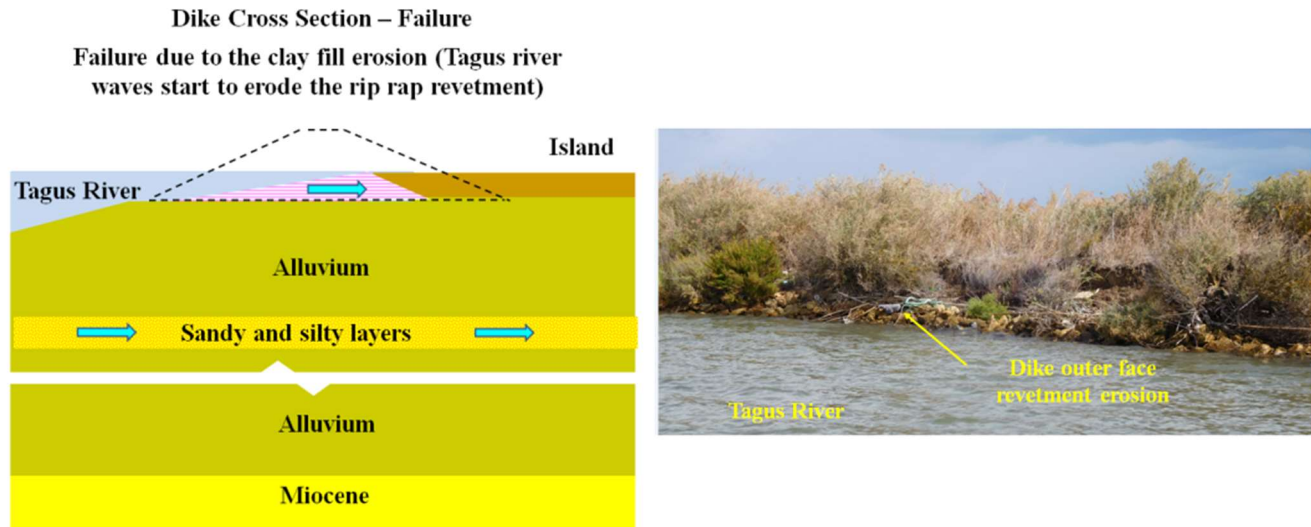 Dike Cross Section – Failure
Failure due to the clay fill erosion (Tagus river
waves start to erode the rip rap revetment)
Island
Tagus River
Alluvium
Sandy and silty layers
Alluvium
Miocene
Dike outer face
revetment erosion
Tagus River